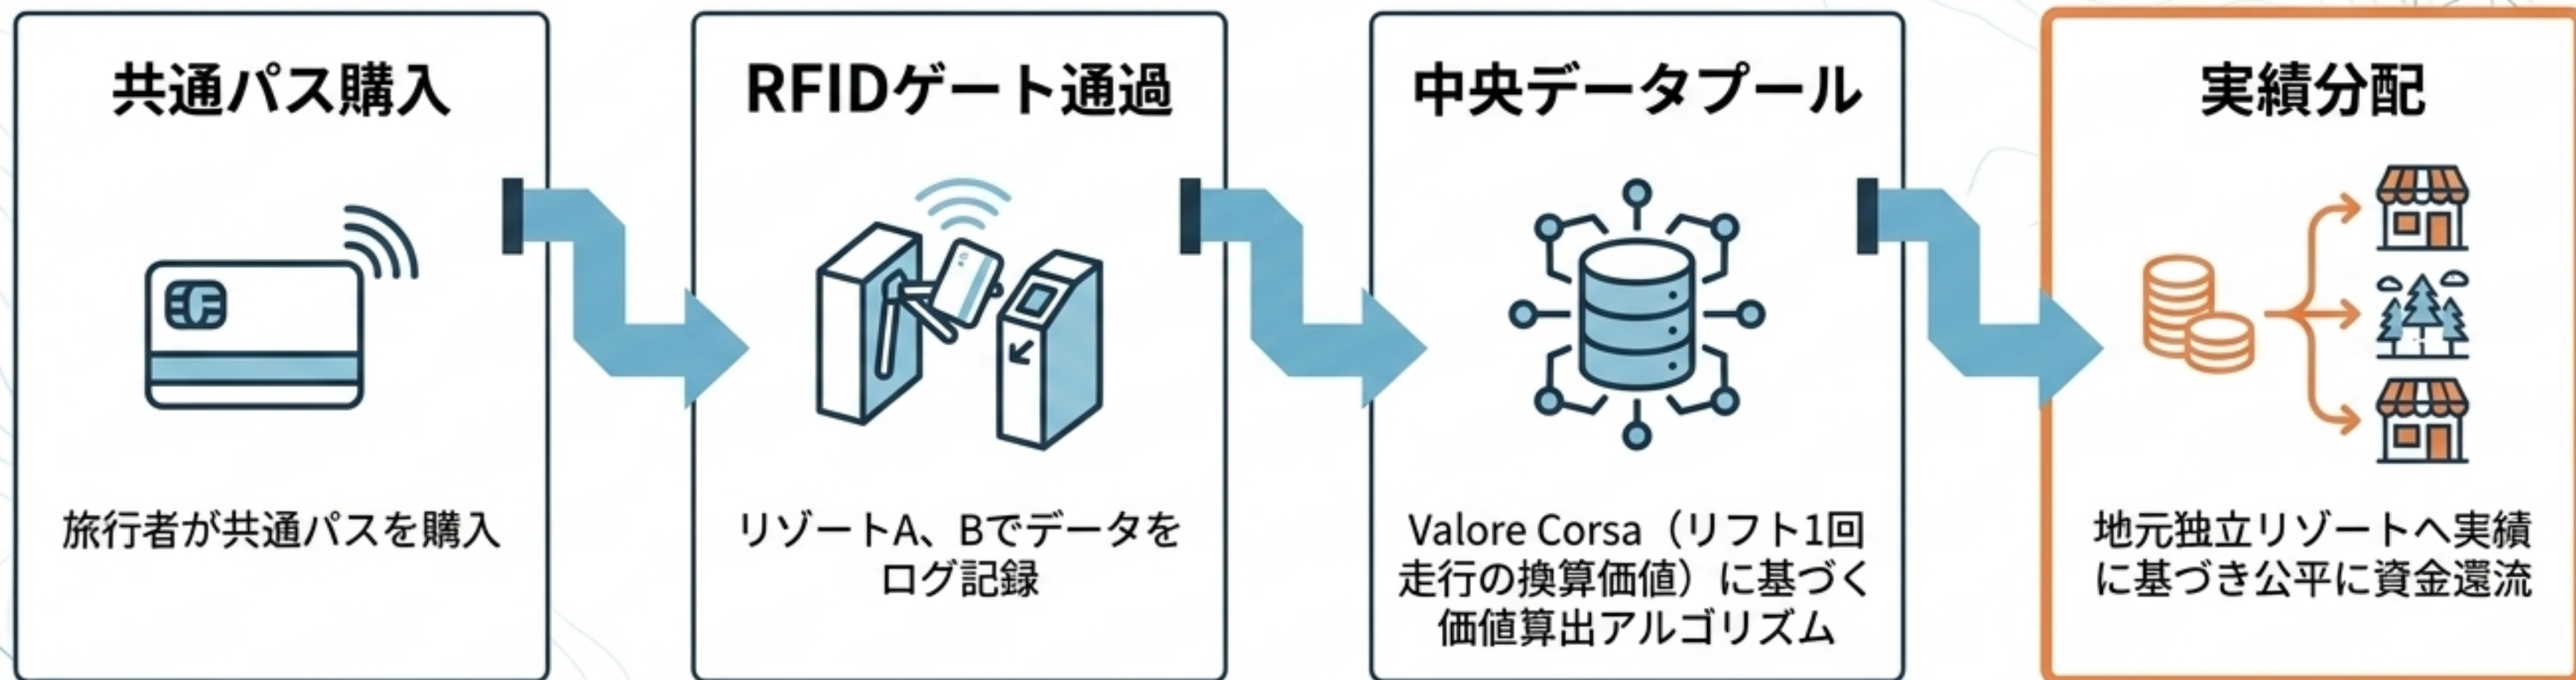 共通パス購入
旅行者が共通パスを購入
RFIDゲート通過
リゾートA、Bでデータを
ログ記録
中央データプール
Valore Corsa（リフト1回
走行の換算価値）に基づく
価値算出アルゴリズム
実績分配
地元独立リゾートへ実績
に基づき公平に資金還流